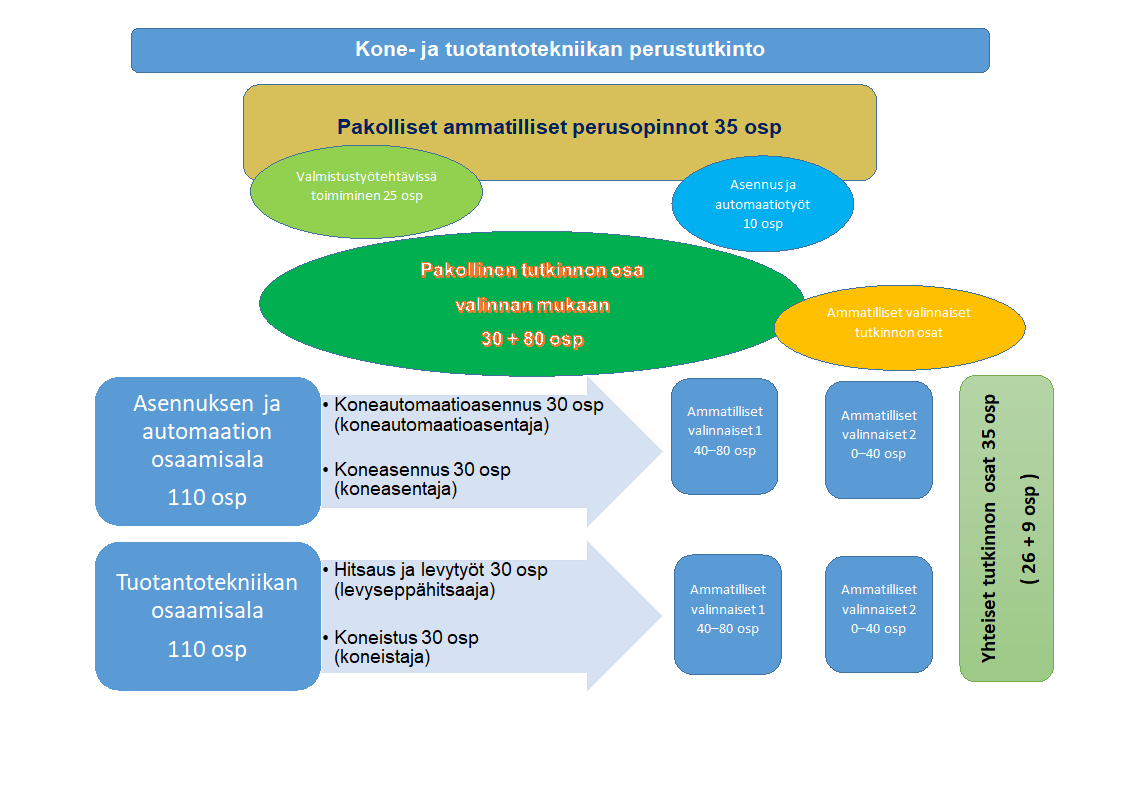 Kone- ja tuotantotekniikan perustutkinto
Pakolliset ammatilliset perusopinnot 35 osp
Valmistustyötehtävissä
toimiminen 25 osp
Asennus ja
automaatiotyöt
10 osp
Pakollinen tutkinnon osa
valinnan mukaan
30 + 80 osp
Ammatilliset valinnaiset
tutkinnon osat
Asennuksen ja
automaation
osaamisala
110 osp
• Koneautomaatioasennus 30 osp
(koneautomaatioasentaja)
• Koneasennus 30 osp
(koneasentaja)
Ammatilliset
valinnaiset 1
40–80 osp
Ammatilliset
valinnaiset 2
0–40 osp
Tuotantotekniikan
osaamisala
110 osp
• Hitsaus ja levytyöt 30 osp
(levyseppähitsaaja)
• Koneistus 30 osp
(koneistaja)
Ammatilliset
valinnaiset 1
40–80 osp
Ammatilliset
valinnaiset 2
0–40 osp
Yhteiset tutkinnon osat 35 osp
( 26 + 9 osp )